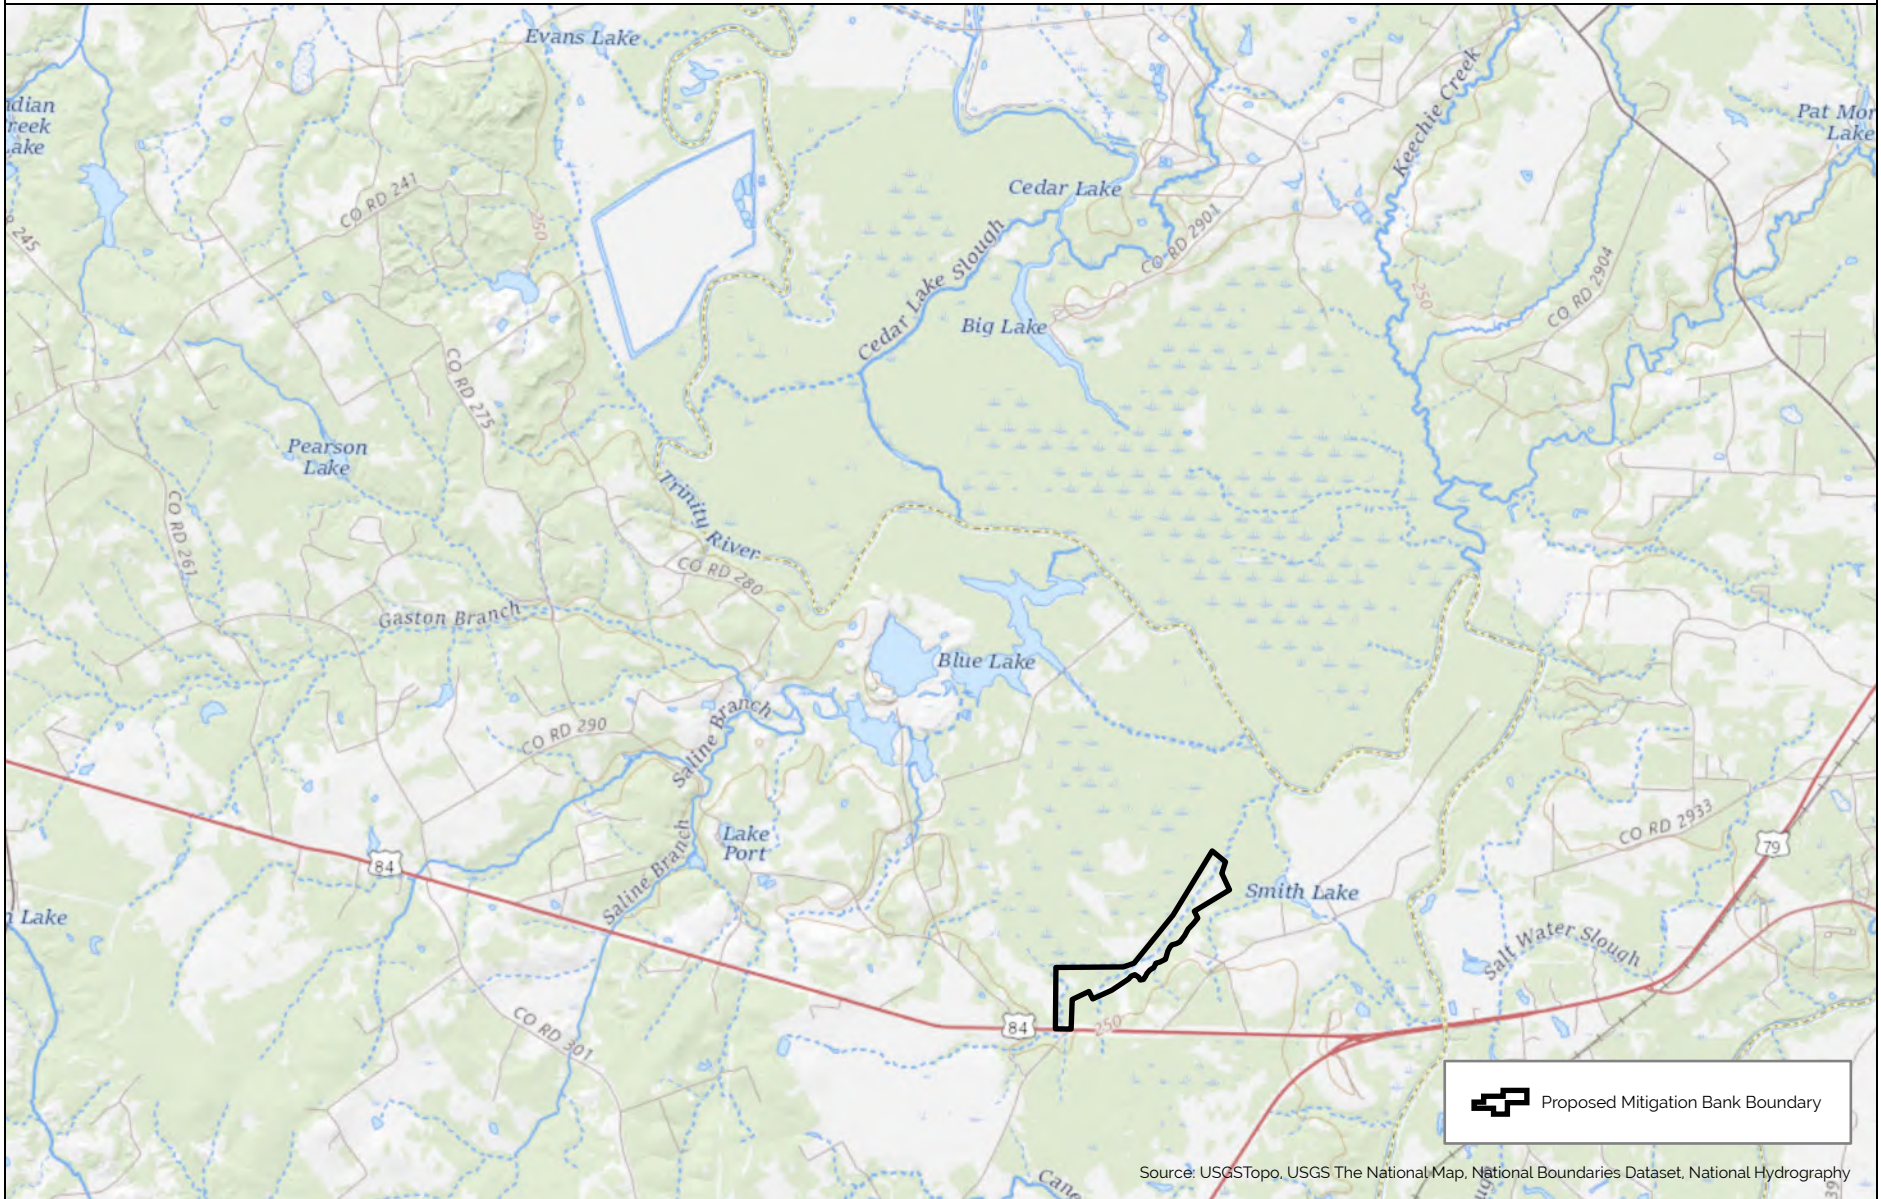 Evans Lake
Keechie Creek
Creek
Lake
Pat
Lake
CO RD 241
Cedar Lake
245
250
CO RD 2901
Cedar Lake Slough
250
CO RD 2904
Big Lake
CO RD 275
Pearson
Lake
CO RD 261
Trinity River
CO RD 280
Gaston Branch
Blue Lake
Saline Branch
CO RD 290
Lake
Port
CO RD 2933
79
84
Saline Branch
Smith Lake
Lake
Salt Water Slough
84
250
CO RD 301
Proposed Mitigation Bank Boundary
Source: USGSTopo, USGS The National Map, National Boundaries Dataset, National Hydrography